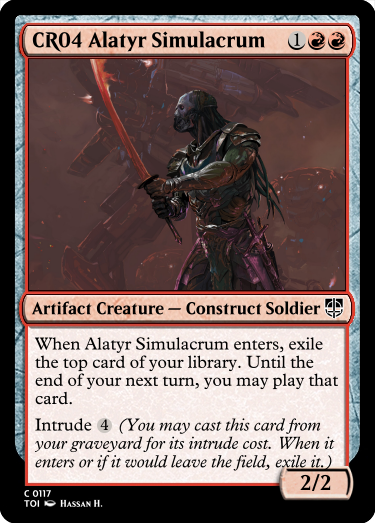 CR04 Alatyr Simulacrum 1
Artifact Creature — Construct Soldier
When Alatyr Simulacrum enters, exile
the top card of your library. Until the
end of your next turn, you may play that
card.
Intrude 4 (You may cast this card from
your graveyard for its intrude cost. When it
enters or if it would leave the field, exile it.)
2/2
C 0117
TOI Hassan H.